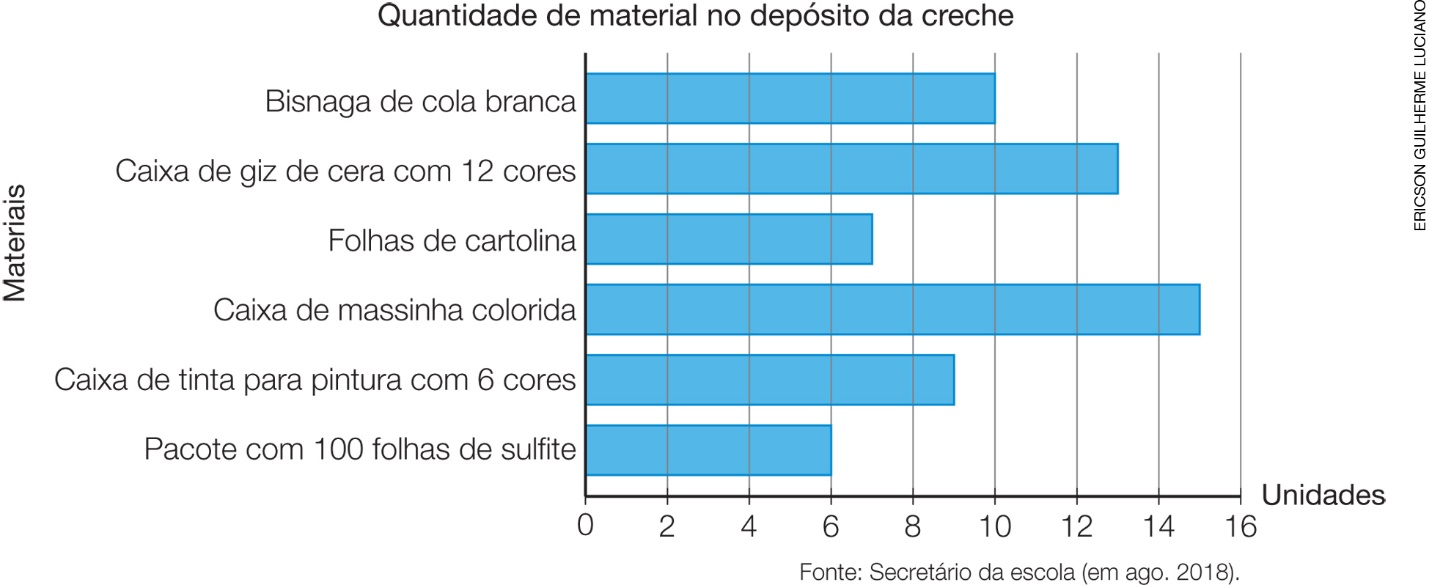 Quantidade de material no depósito da creche
ERICSON GUILHERME LUCIANO
Materiais
Bisnaga de cola branca
Caixa de giz de cera com 12 cores
Folhas de cartolina
Caixa de massinha colorida
Caixa de tinta para pintura com 6 cores
Pacote com 100 folhas de sulfite
0 2 4 6 8 10 12 14 16 Unidades
Fonte: Secretário da escola (em ago. 2018).